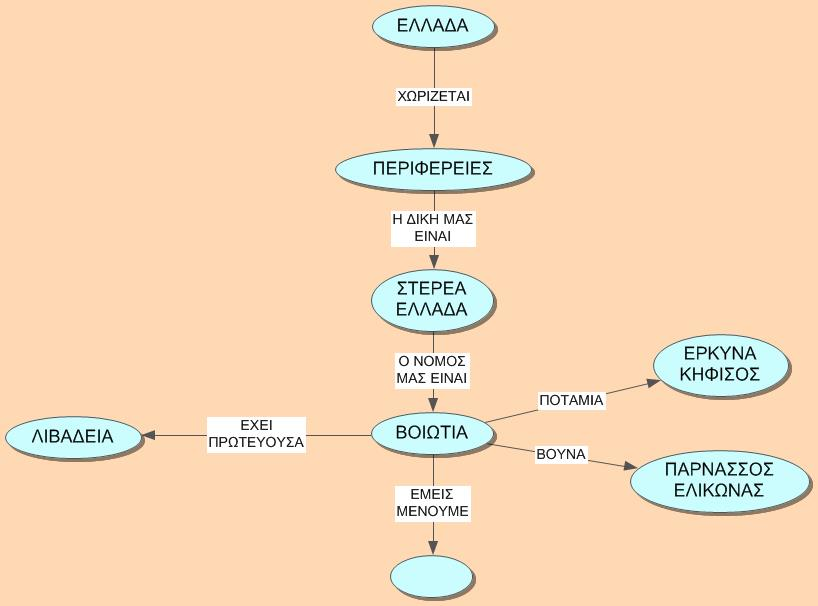 ΕΛΛΑΔΑ
ΧΩΡΙΖΕΤΑΙ
ΠΕΡΙΦΕΡΕΙΕΣ
Η ΔΙΚΗ ΜΑΣ
ΕΙΝΑΙ
ΣΤΕΡΕΑ
ΕΛΛΑΔΑ
Ο ΝΟΜΟΣ
ΜΑΣ ΕΙΝΑΙ
ΒΟΙΩΤΙΑ
ΠΟΤΑΜΙΑ
ΕΡΚΥΝΑ
ΚΗΦΙΣΟΣ
ΒΟΥΝΑ
ΠΑΡΝΑΣΣΟΣ
ΕΛΙΚΩΝΑΣ
ΕΧΕΙ
ΠΡΩΤΕΥΟΥΣΑ
ΛΙΒΑΔΕΙΑ
ΕΜΕΙΣ
ΜΕΝΟΥΜΕ